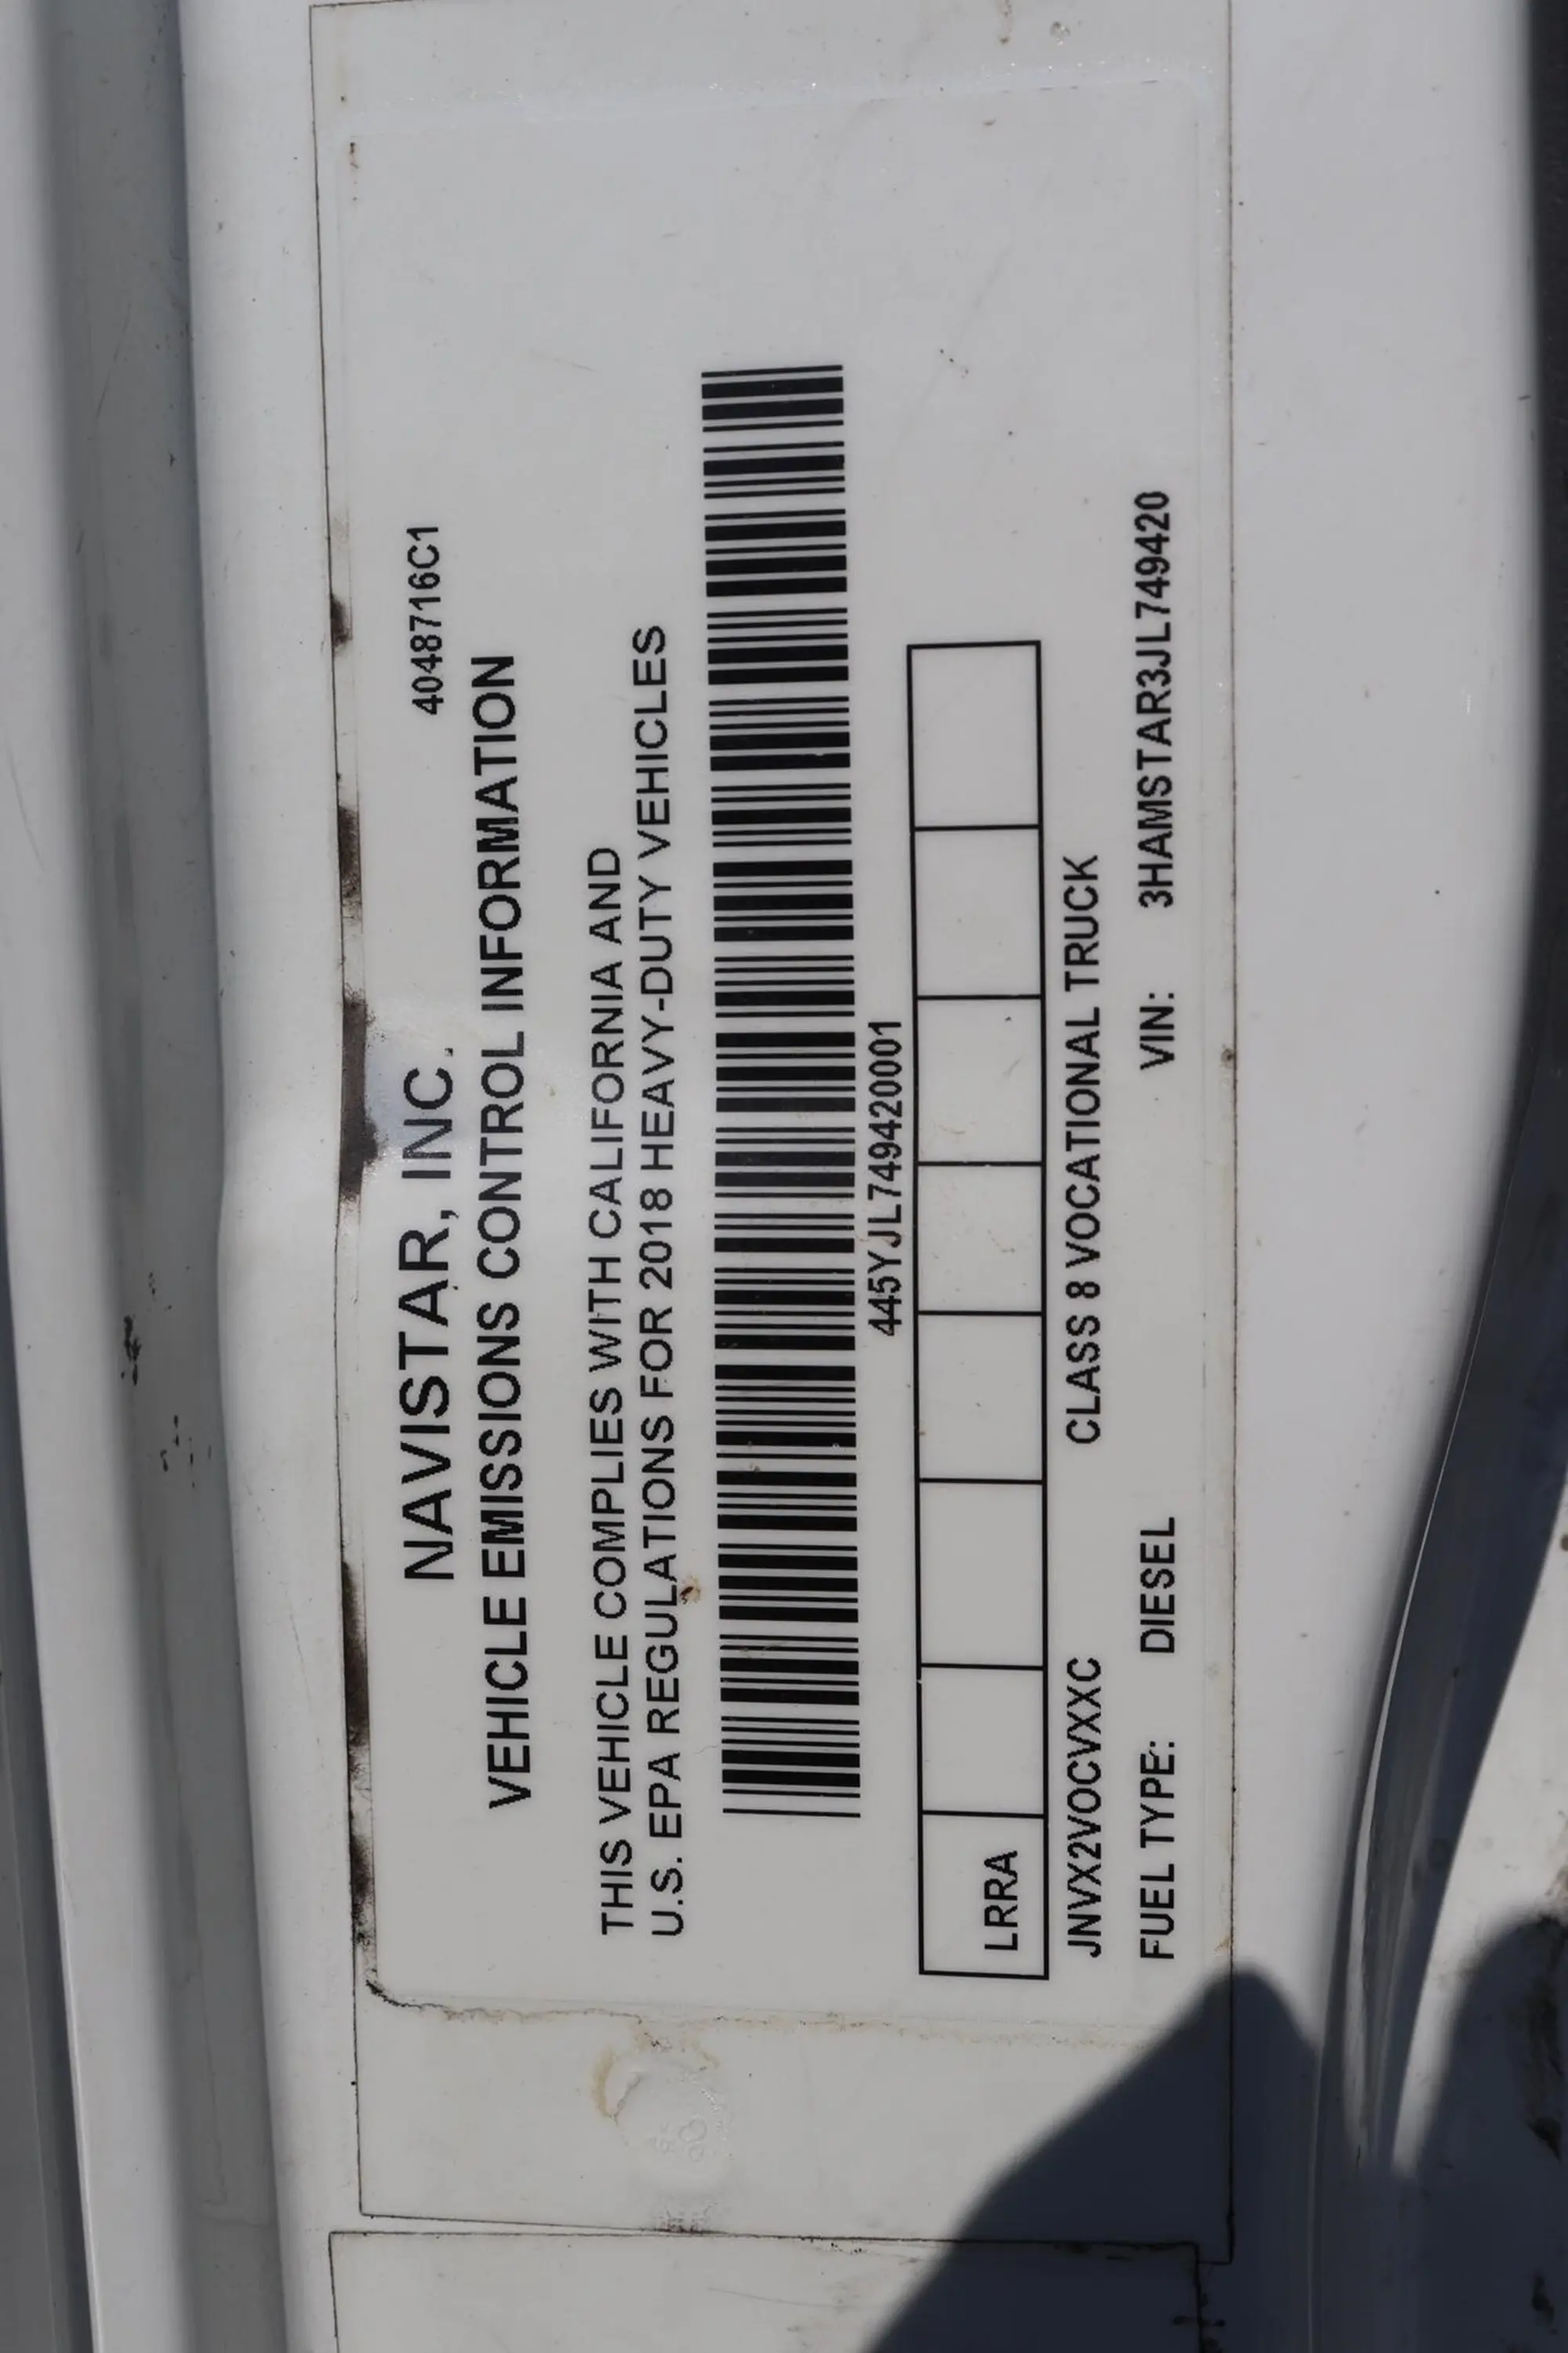 4048716C1
NAVISTAR, INC.
VEHICLE EMISSIONS CONTROL INFORMATION
THIS VEHICLE COMPLIES WITH CALIFORNIA AND
U.S. EPA REGULATIONS FOR 2018 HEAVY-DUTY VEHICLES
445YJL749420001
LRRA
JNVX2VOCVXXC CLASS 8 VOCATIONAL TRUCK
FUEL TYPE: DIESEL VIN: 3HAMSTAR3JL749420